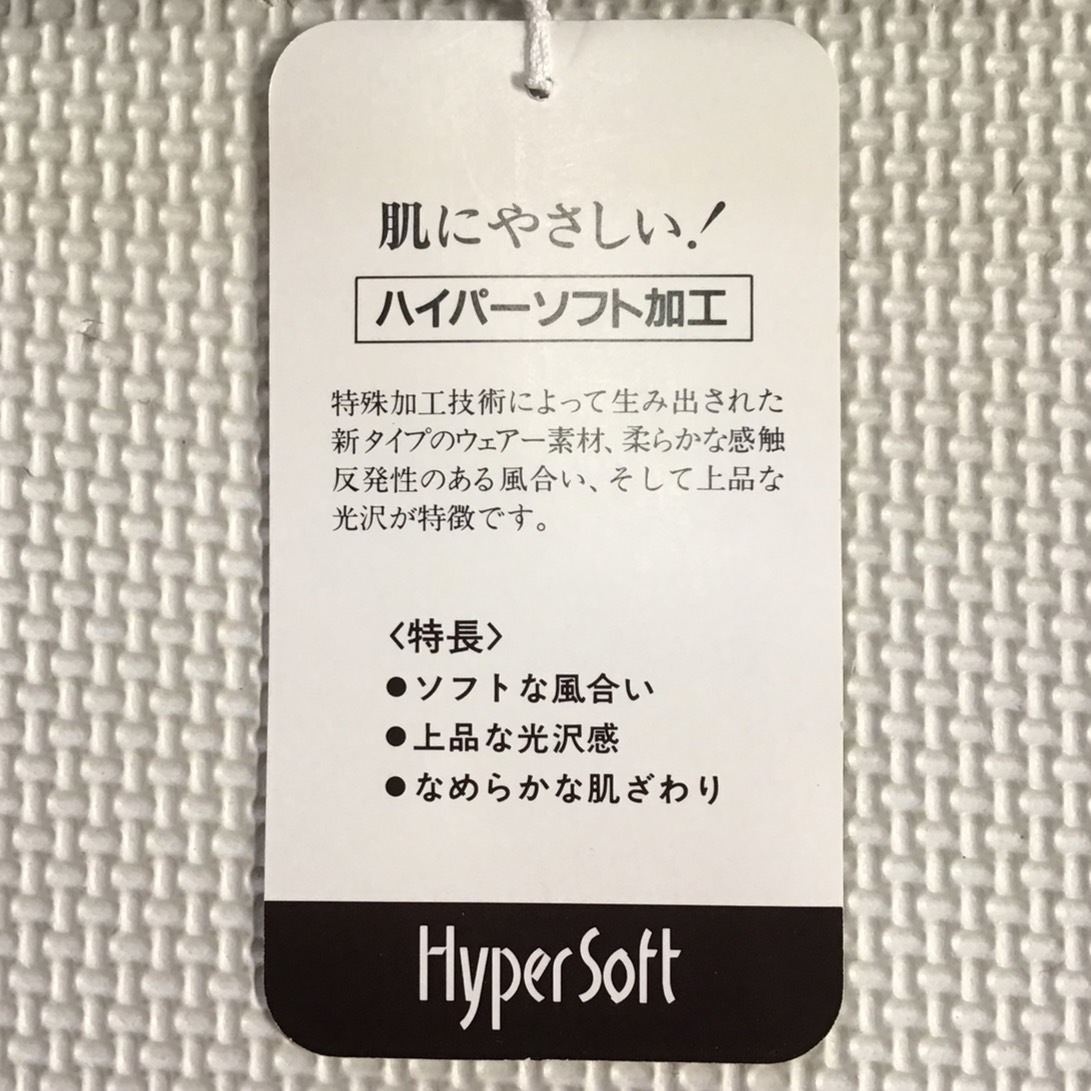 肌にやさしい!
ハイパーソフト加工
特殊加工技術によって生み出された
新タイプのウェアー素材、柔らかな感触
反発性のある風合い、そして上品な
光沢が特徴です。
〈特長〉
●ソフトな風合い
●上品な光沢感
●なめらかな肌ざわり
HyperSoft